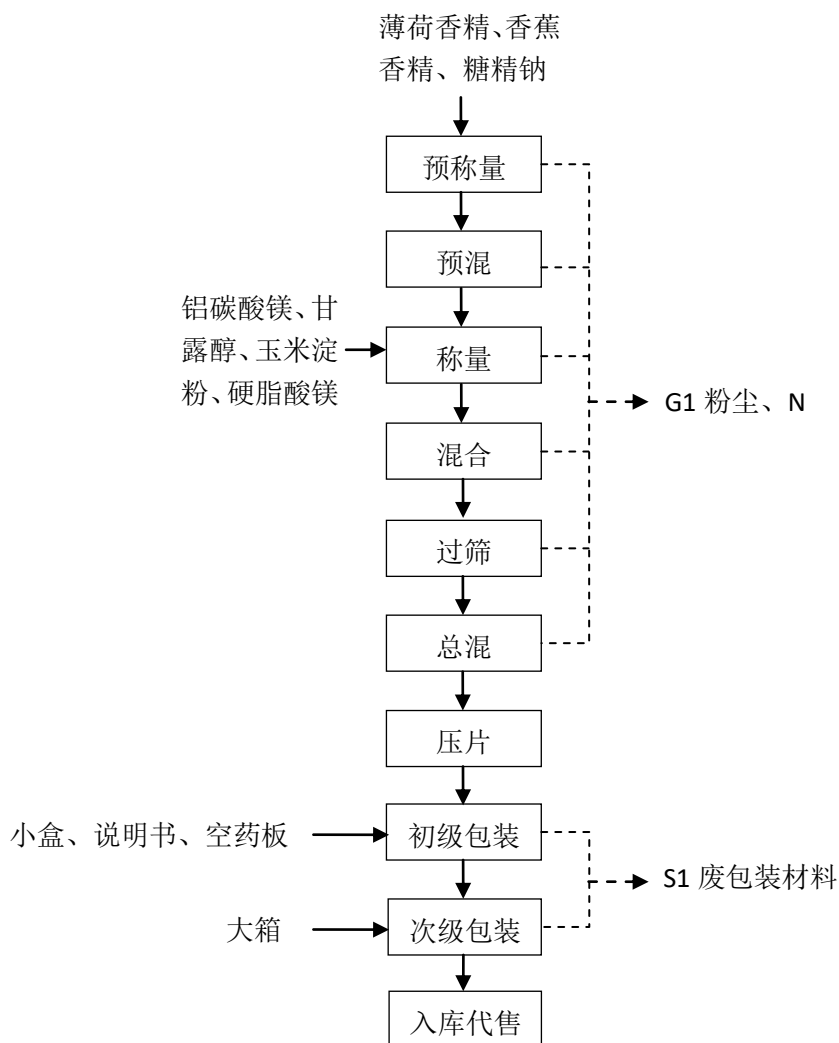 薄荷香精、香蕉
香精、糖精钠
预称量
预混
铝碳酸镁、甘
露醇、玉米淀
粉、硬脂酸镁
称量
G1 粉尘、N
混合
过筛
总混
压片
小盒、说明书、空药板
初级包装
S1 废包装材料
大箱
次级包装
入库代售